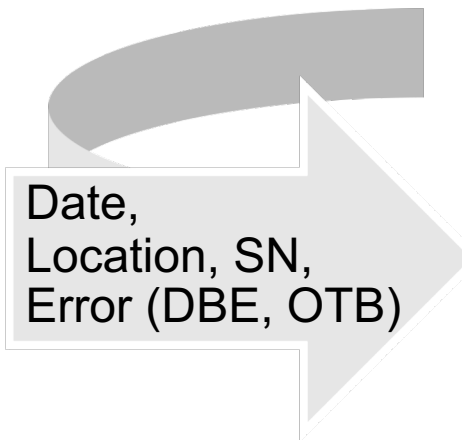 Date,
Location, SN,
Error (DBE, OTB)